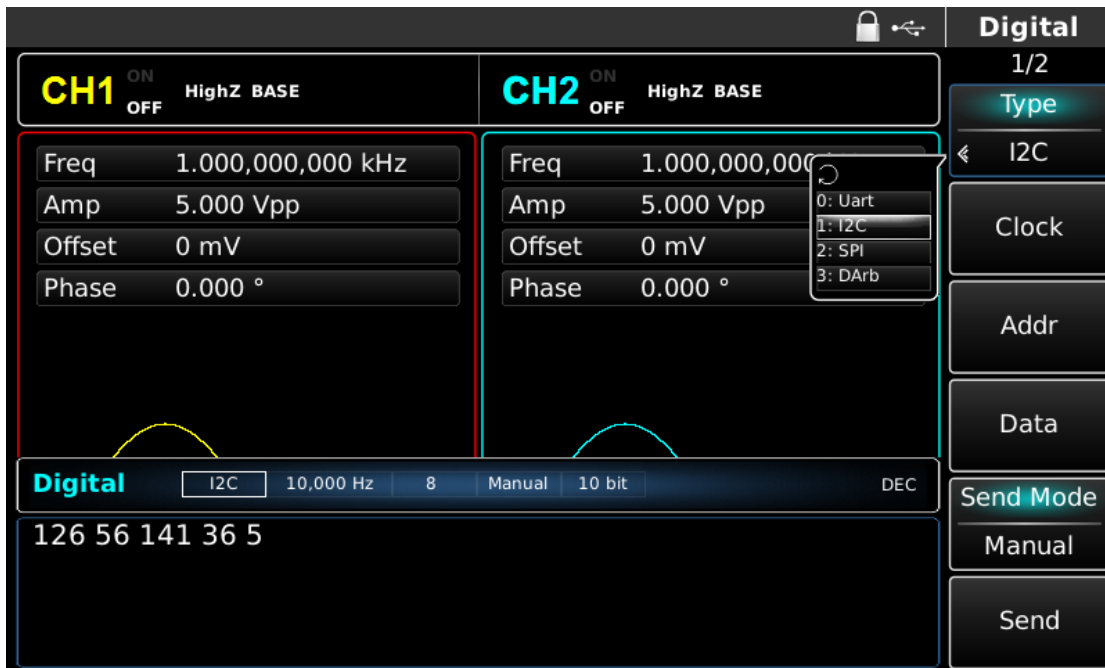 Digital
1/2
CH1 ON OFF HighZ BASE
CH2 ON OFF HighZ BASE
Type
I2C
Freq 1.000,000,000 kHz
Amp 5.000 Vpp
Offset 0 mV
Phase 0.000 °
Freq 1.000,000,000
Amp 5.000 Vpp
Offset 0 mV
Phase 0.000 °
0: Uart
1: I2C
2: SPI
3: DArb
Clock
Addr
Data
Digital I2C 10,000 Hz 8 Manual 10 bit DEC
126 56 141 36 5
Send Mode
Manual
Send